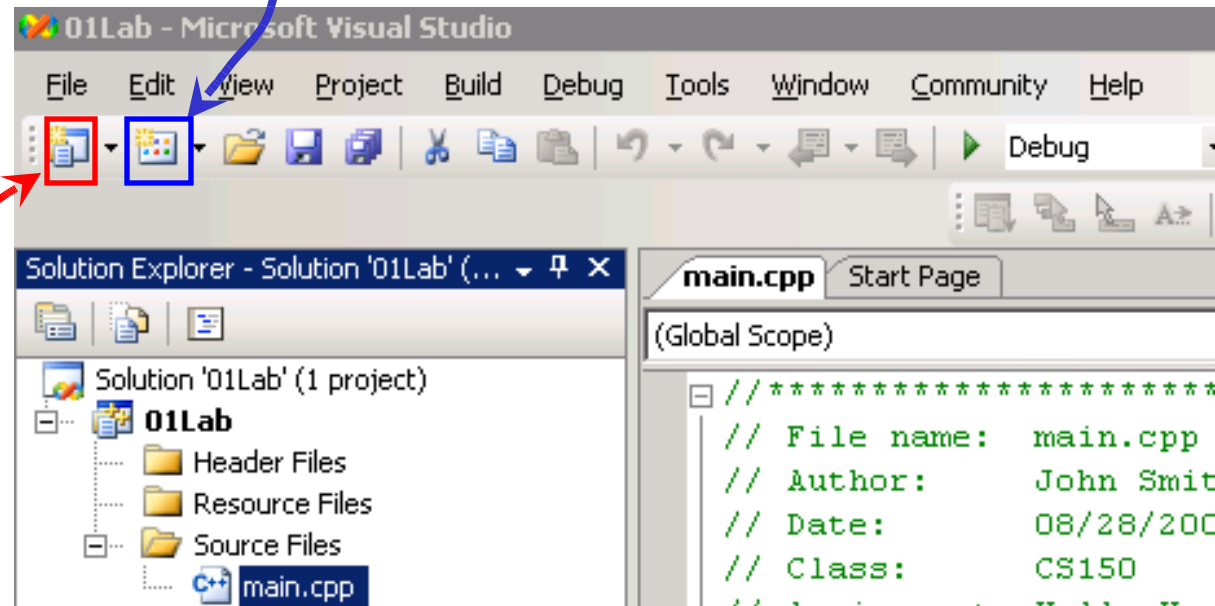 01Lab - Microsoft Visual Studio
File Edit View Project Build Debug Tools Window Community Help
Debug
Solution Explorer - Solution '01Lab' (...
main.cpp Start Page
(Global Scope)
Solution '01Lab' (1 project)
01Lab
Header Files
Resource Files
Source Files
main.cpp
//**********************
// File name: main.cpp
// Author: John Smit
// Date: 08/28/200
// Class: CS150